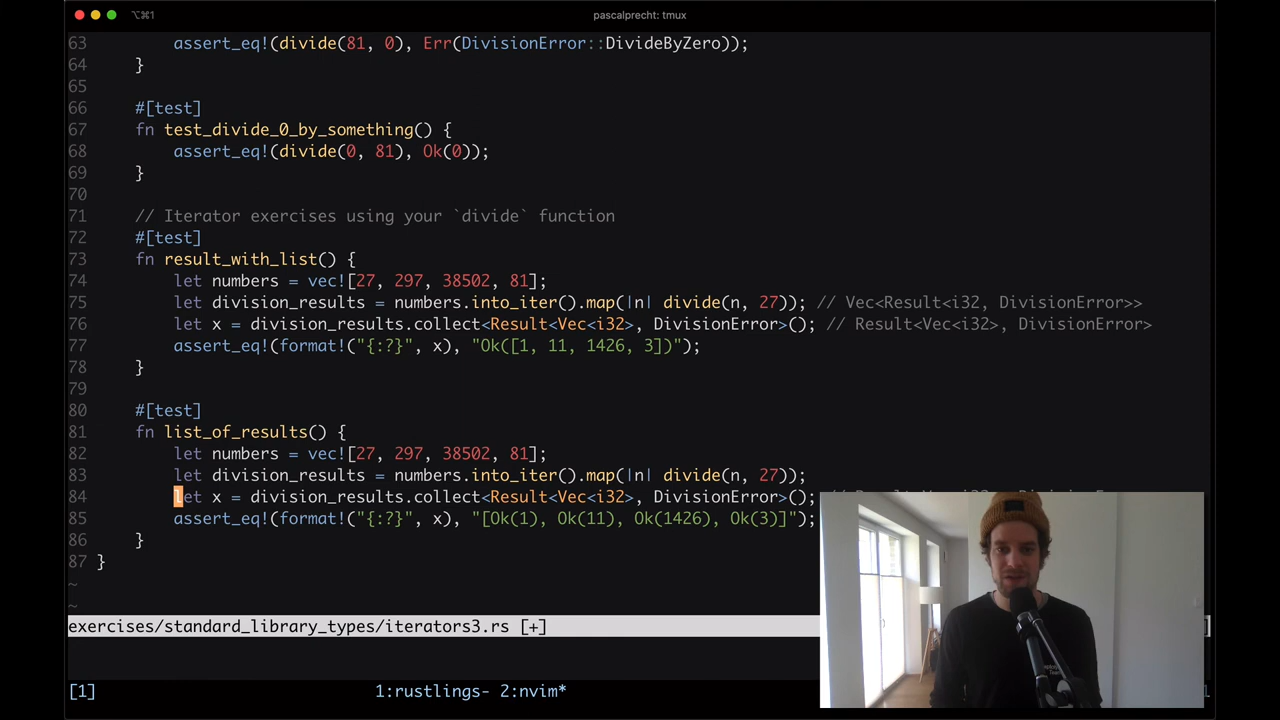 ⌥⌘1 pascalprecht: tmux
63 assert_eq!(divide(81, 0), Err(DivisionError::DivideByZero));
64 }
65
66 #[test]
67 fn test_divide_0_by_something() {
68 assert_eq!(divide(0, 81), Ok(0));
69 }
70
71 // Iterator exercises using your `divide` function
72 #[test]
73 fn result_with_list() {
74 let numbers = vec![27, 297, 38502, 81];
75 let division_results = numbers.into_iter().map(|n| divide(n, 27)); // Vec<Result<i32, DivisionError>>
76 let x = division_results.collect<Result<Vec<i32>, DivisionError>(); // Result<Vec<i32>, DivisionError>
77 assert_eq!(format!("{:?}", x), "Ok([1, 11, 1426, 3])");
78 }
79
80 #[test]
81 fn list_of_results() {
82 let numbers = vec![27, 297, 38502, 81];
83 let division_results = numbers.into_iter().map(|n| divide(n, 27));
84 let x = division_results.collect<Result<Vec<i32>, DivisionError>();
85 assert_eq!(format!("{:?}", x), "[Ok(1), Ok(11), Ok(1426), Ok(3)]");
86 }
87 }
~
~
exercises/standard_library_types/iterators3.rs [+]
[1] 1:rustlings- 2:nvim*